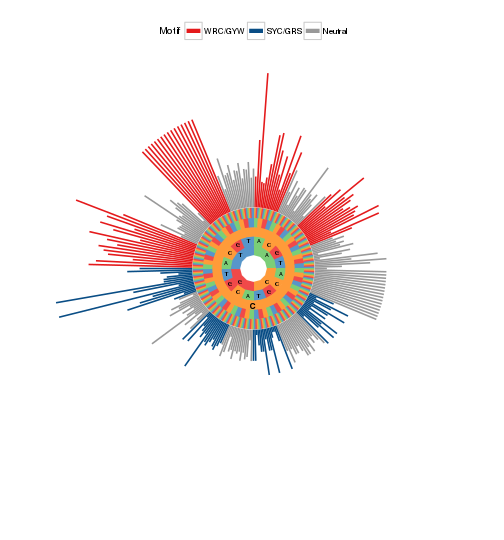 Motif WRC/GYW SYC/GRS Neutral
T A
G C
C T A G
A T
T A
G G C C
C G
A T
C